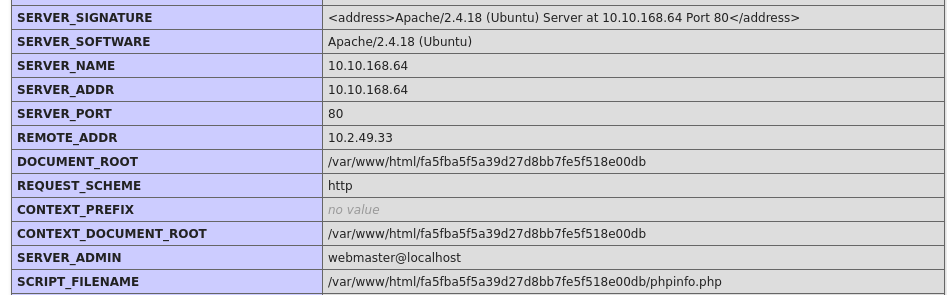 SERVER_SIGNATURE <address>Apache/2.4.18 (Ubuntu) Server at 10.10.168.64 Port 80</address>
SERVER_SOFTWARE Apache/2.4.18 (Ubuntu)
SERVER_NAME 10.10.168.64
SERVER_ADDR 10.10.168.64
SERVER_PORT 80
REMOTE_ADDR 10.2.49.33
DOCUMENT_ROOT /var/www/html/fa5fba5f5a39d27d8bb7fe5f518e00db
REQUEST_SCHEME http
CONTEXT_PREFIX no value
CONTEXT_DOCUMENT_ROOT /var/www/html/fa5fba5f5a39d27d8bb7fe5f518e00db
SERVER_ADMIN webmaster@localhost
SCRIPT_FILENAME /var/www/html/fa5fba5f5a39d27d8bb7fe5f518e00db/phpinfo.php